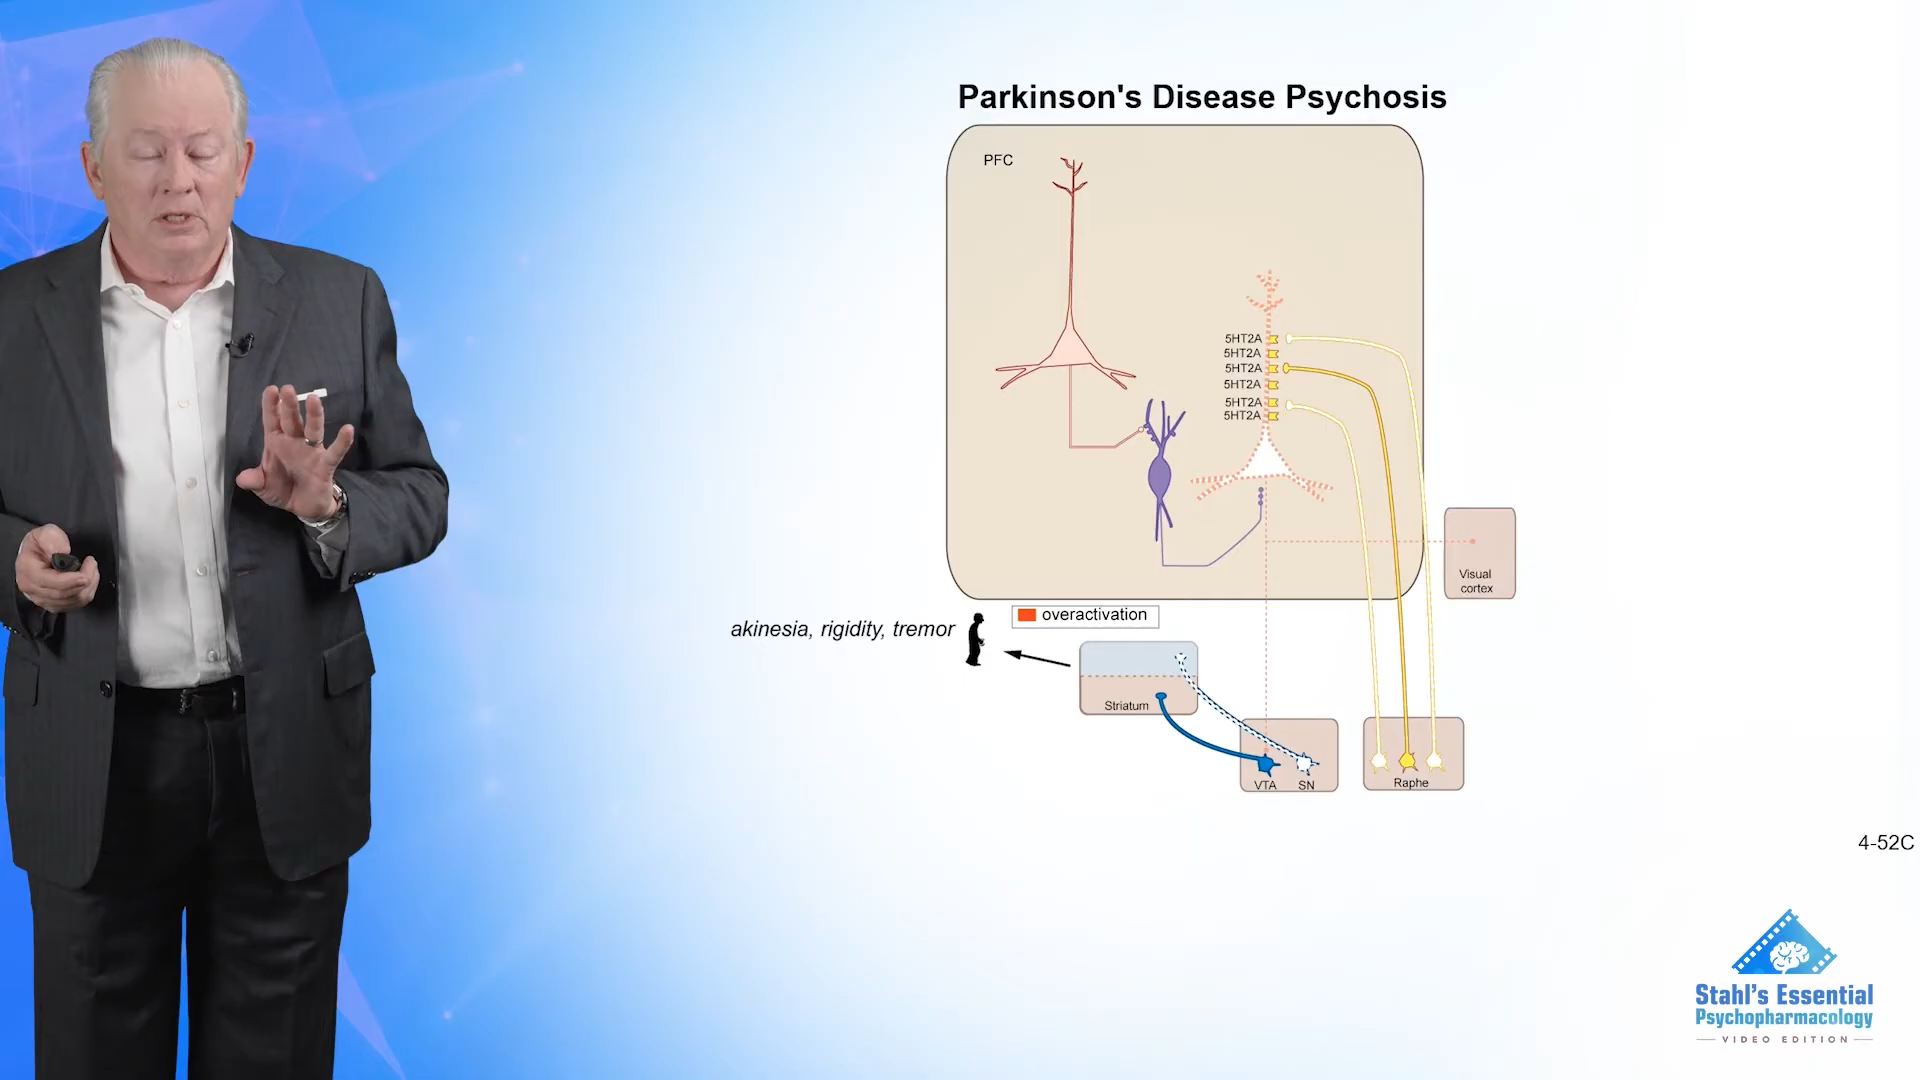 Parkinson's Disease Psychosis
PFC
5HT2A
5HT2A
5HT2A
5HT2A
5HT2A
5HT2A
Visual
cortex
overactivation
akinesia, rigidity, tremor
Striatum
VTA
SN
Raphe
4-52C
Stahl's Essential
Psychopharmacology
VIDEO EDITION